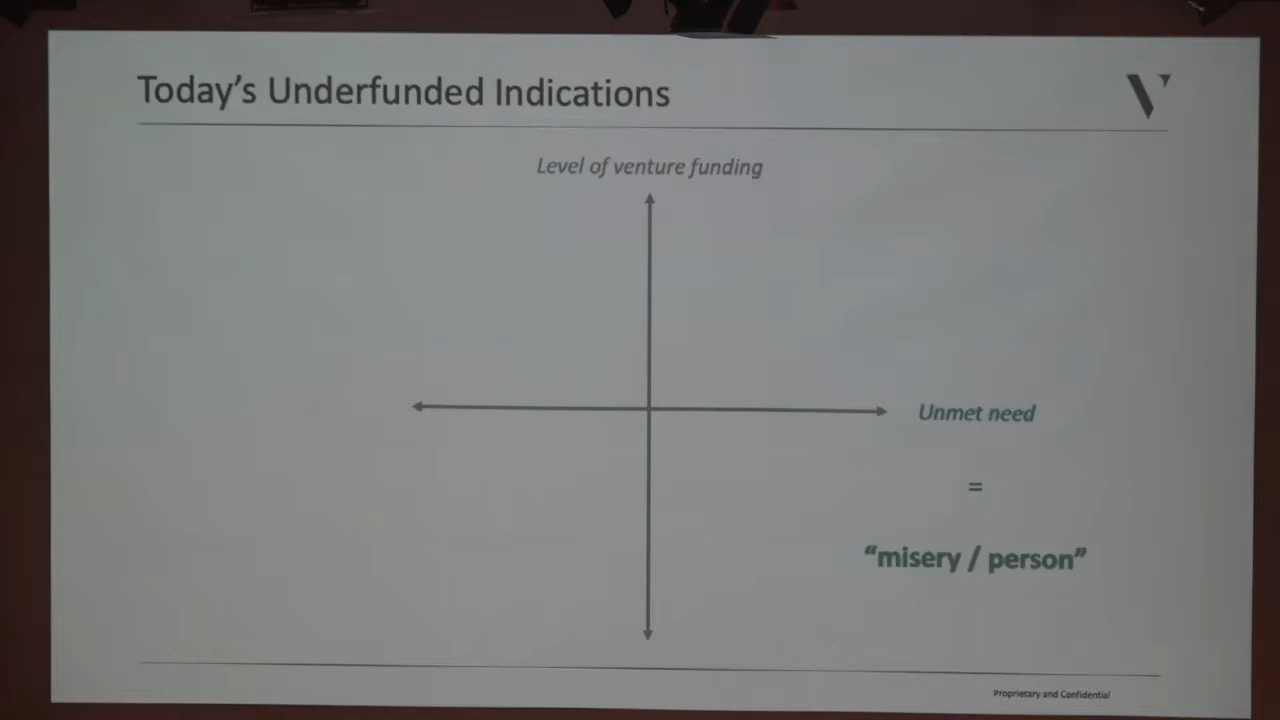 Today's Underfunded Indications
Level of venture funding
Unmet need
=
“misery / person”
Proprietary and Confidential